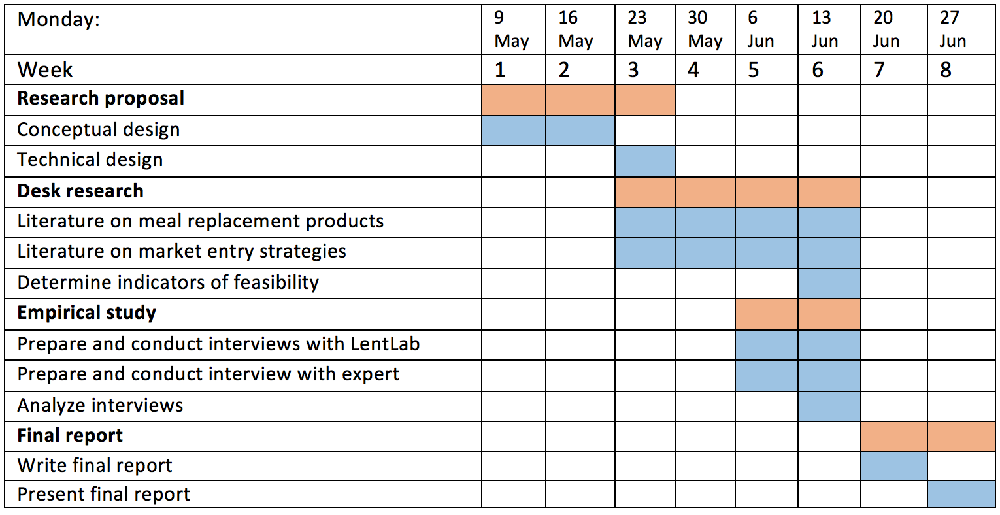 Monday: 9 May 16 May 23 May 30 May 6 Jun 13 Jun 20 Jun 27 Jun
Week 1 2 3 4 5 6 7 8
Research proposal
Conceptual design
Technical design
Desk research
Literature on meal replacement products
Literature on market entry strategies
Determine indicators of feasibility
Empirical study
Prepare and conduct interviews with LentLab
Prepare and conduct interview with expert
Analyze interviews
Final report
Write final report
Present final report